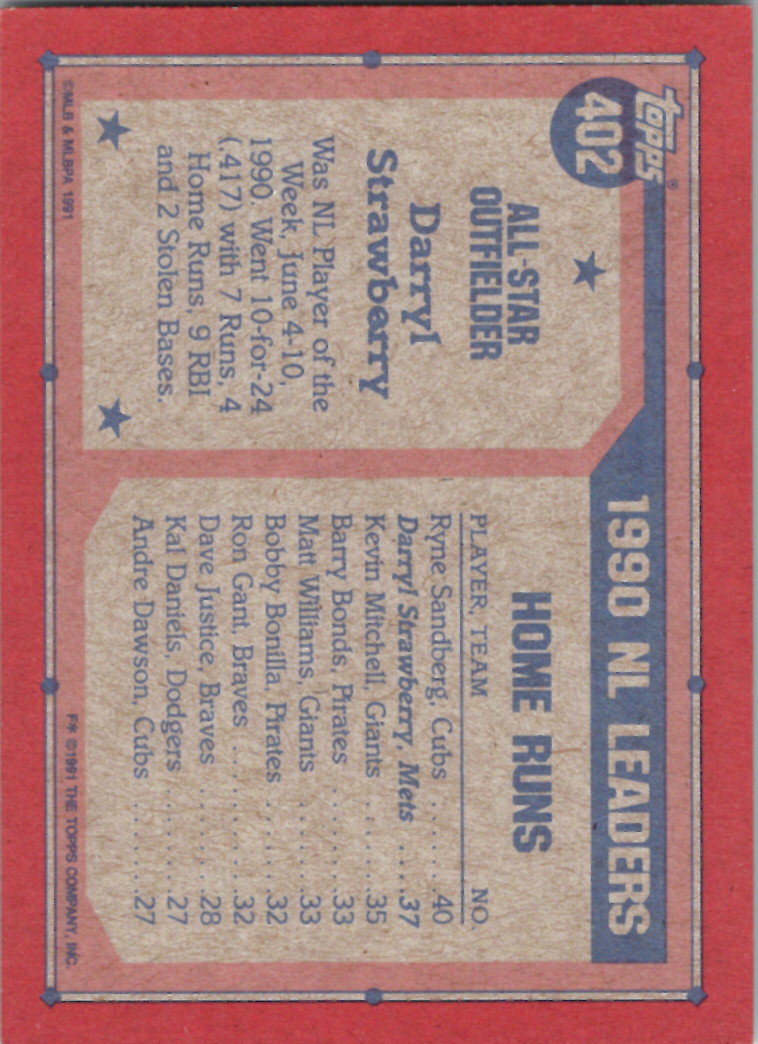 topps®
402
1990 NL LEADERS
ALL-STAR
OUTFIELDER
Darryl
Strawberry
Was NL Player of the
Week, June 4-10,
1990. Went 10-for-24
(.417) with 7 Runs, 4
Home Runs, 9 RBI
and 2 Stolen Bases.
HOME RUNS
PLAYER, TEAM NO.
Ryne Sandberg, Cubs ......40
Darryl Strawberry, Mets ....37
Kevin Mitchell, Giants .......35
Barry Bonds, Pirates ........33
Matt Williams, Giants .......33
Bobby Bonilla, Pirates .......32
Ron Gant, Braves ..........32
Dave Justice, Braves ........28
Kal Daniels, Dodgers ........27
Andre Dawson, Cubs ........27
©MLB & MLBPA 1991
F* ©1991 THE TOPPS COMPANY, INC.